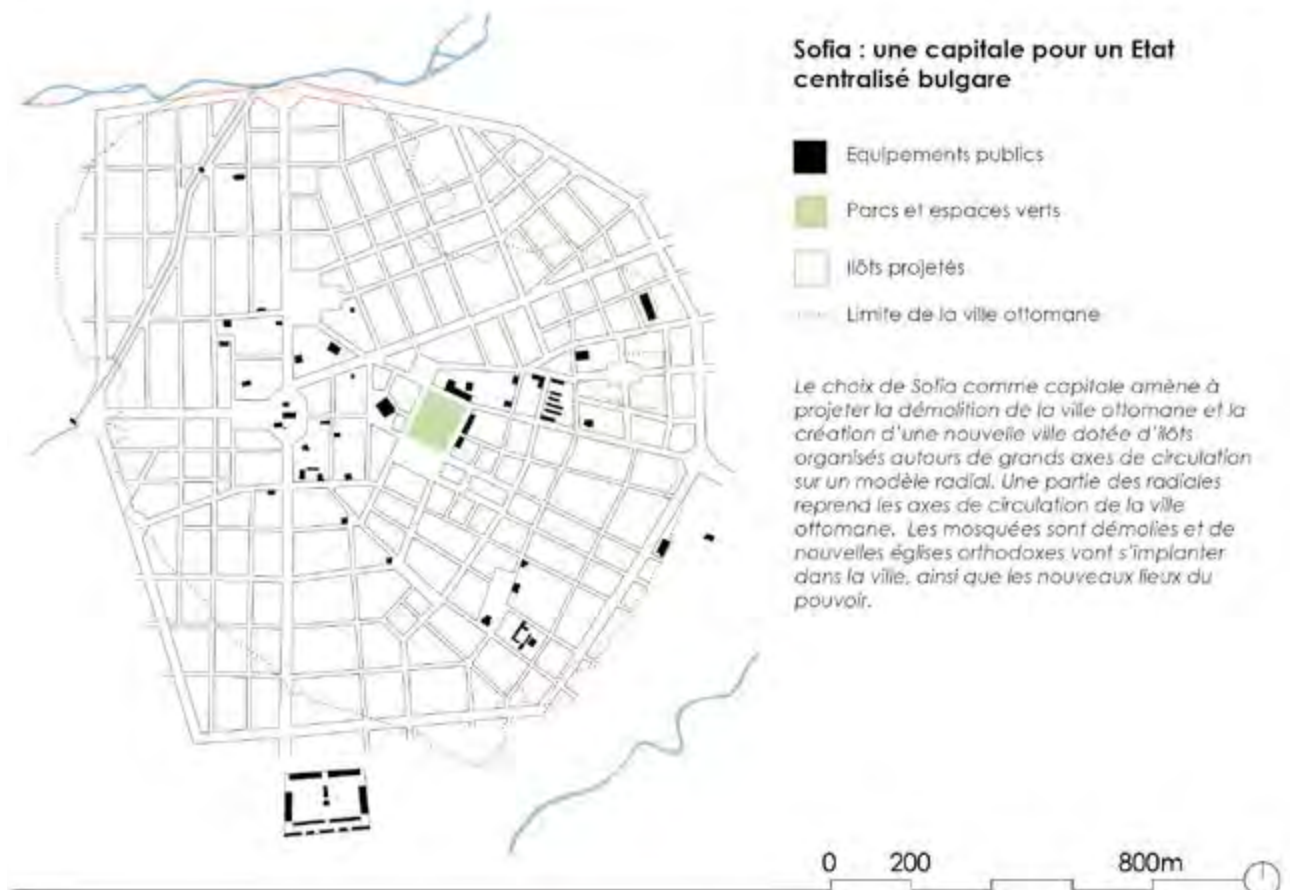 Sofia : une capitale pour un Etat
centralisé bulgare
Equipements publics
Parcs et espaces verts
Ilôts projetés
Limite de la ville ottomane
Le choix de Sofia comme capitale amène à
projeter la démolition de la ville ottomane et la
création d'une nouvelle ville dotée d'îlôts
organisés autours de grands axes de circulation
sur un modèle radial. Une partie des radiales
reprend les axes de circulation de la ville
ottomane. Les mosquées sont démolies et de
nouvelles églises orthodoxes vont s'implanter
dans la ville, ainsi que les nouveaux lieux du
pouvoir.
0 200 800m